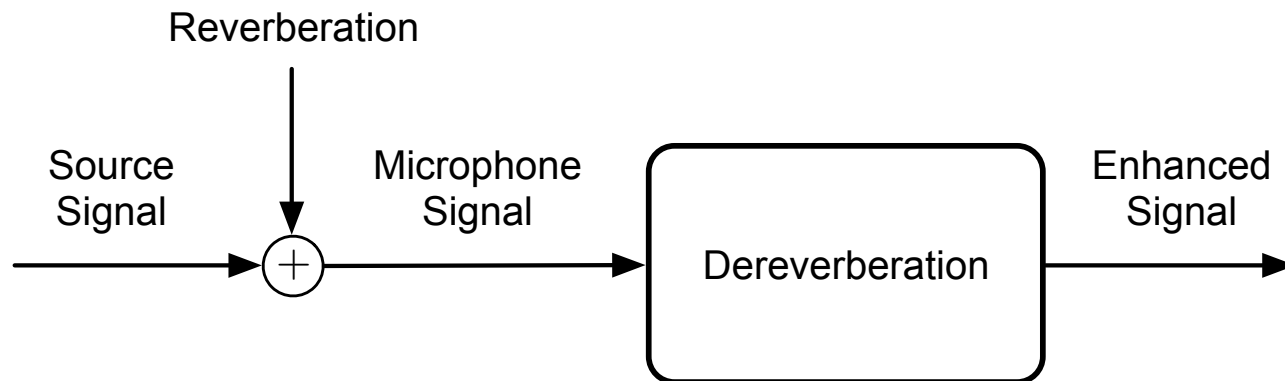 Reverberation
Source
Signal
Microphone
Signal
Enhanced
Signal
+
Dereverberation